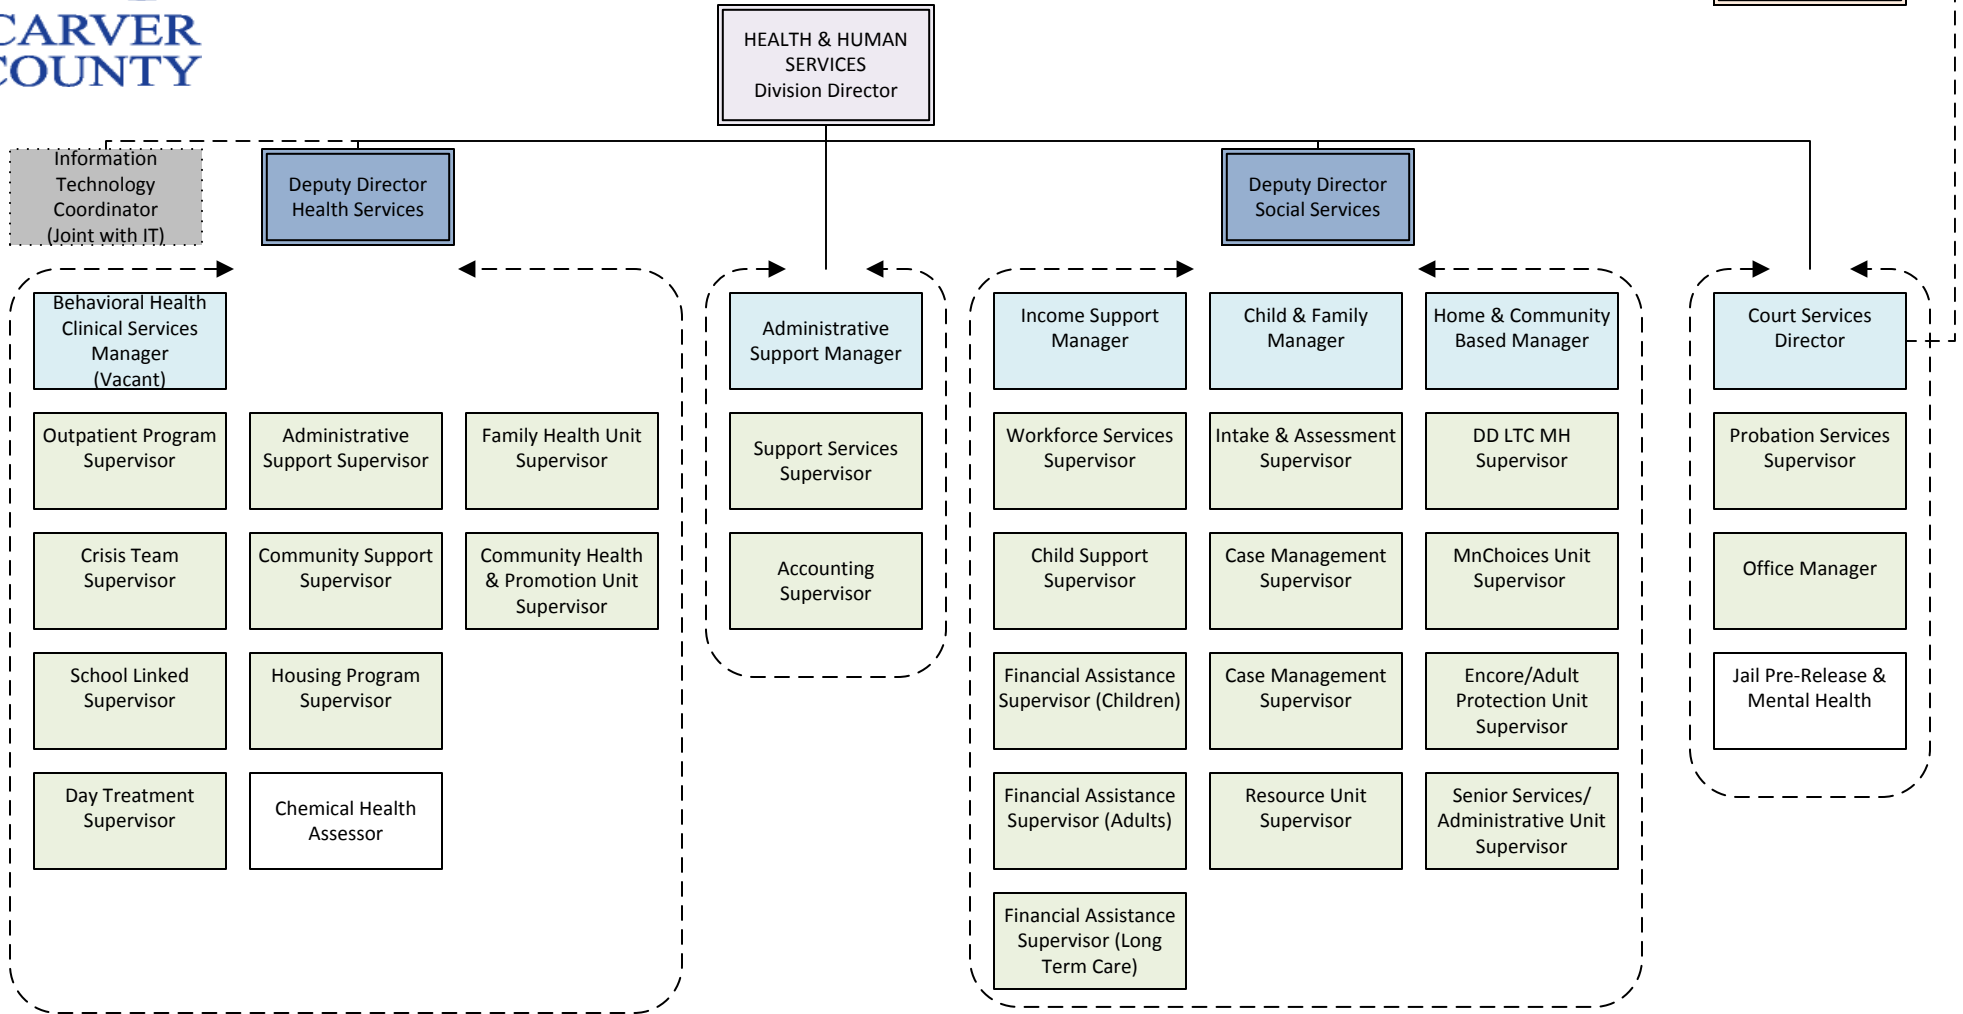 CARVER
COUNTY
HEALTH & HUMAN
SERVICES
Division Director
Information
Technology
Coordinator
(Joint with IT)
Deputy Director
Health Services
Deputy Director
Social Services
Behavioral Health
Clinical Services
Manager
(Vacant)
Administrative
Support Manager
Income Support
Manager
Child & Family
Manager
Home & Community
Based Manager
Court Services
Director
Outpatient Program
Supervisor
Administrative
Support Supervisor
Family Health Unit
Supervisor
Support Services
Supervisor
Workforce Services
Supervisor
Intake & Assessment
Supervisor
DD LTC MH
Supervisor
Probation Services
Supervisor
Crisis Team
Supervisor
Community Support
Supervisor
Community Health
& Promotion Unit
Supervisor
Accounting
Supervisor
Child Support
Supervisor
Case Management
Supervisor
MnChoices Unit
Supervisor
Office Manager
School Linked
Supervisor
Housing Program
Supervisor
Financial Assistance
Supervisor (Children)
Case Management
Supervisor
Encore/Adult
Protection Unit
Supervisor
Jail Pre-Release &
Mental Health
Day Treatment
Supervisor
Chemical Health
Assessor
Financial Assistance
Supervisor (Adults)
Resource Unit
Supervisor
Senior Services/
Administrative Unit
Supervisor
Financial Assistance
Supervisor (Long
Term Care)